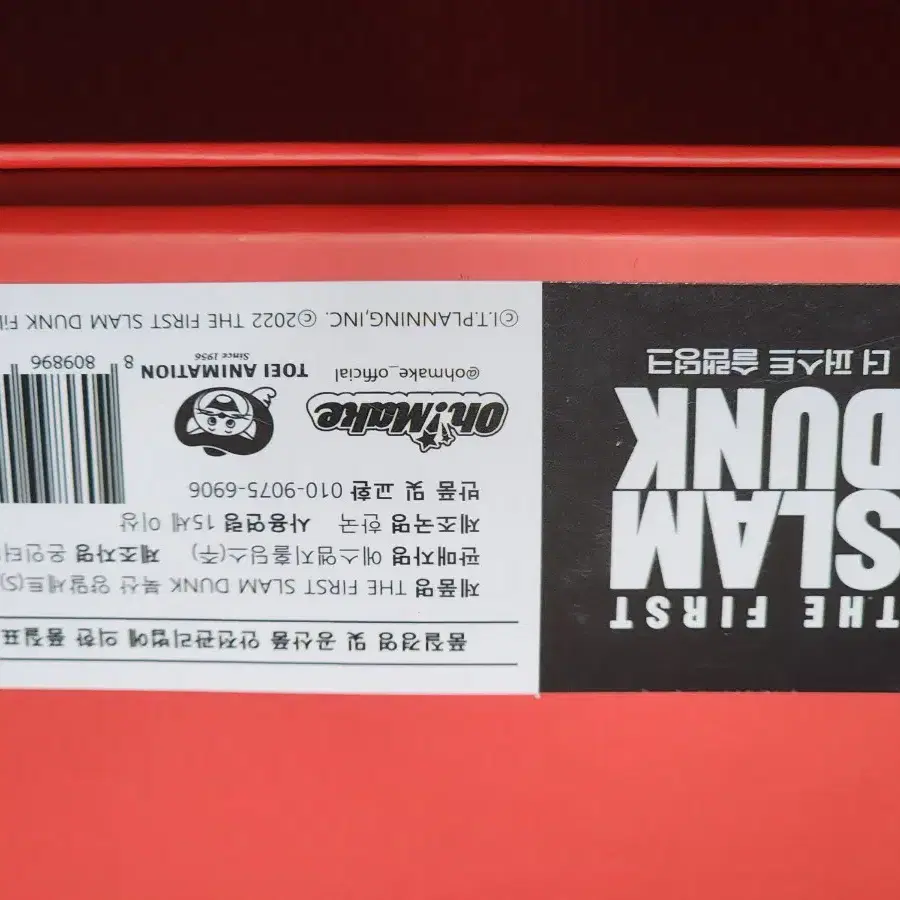 THE FIRST
SLAM
DUNK
더 퍼스트 슬램덩크
품질경영 및 공산품 안전관리법에 의한 품질표
제품명 THE FIRST SLAM DUNK 북산 양말세트(S)
판매자명 에스엠지홀딩스(주) 제조자명 온인터
제조국명 한국 사용연령 15세 이상
반품 및 교환 010-9075-6906
Oh!Make
@ohmake_official
TOEI ANIMATION
Since 1956
8 809896
©I.T.PLANNING,INC. ©2022 THE FIRST SLAM DUNK Fil